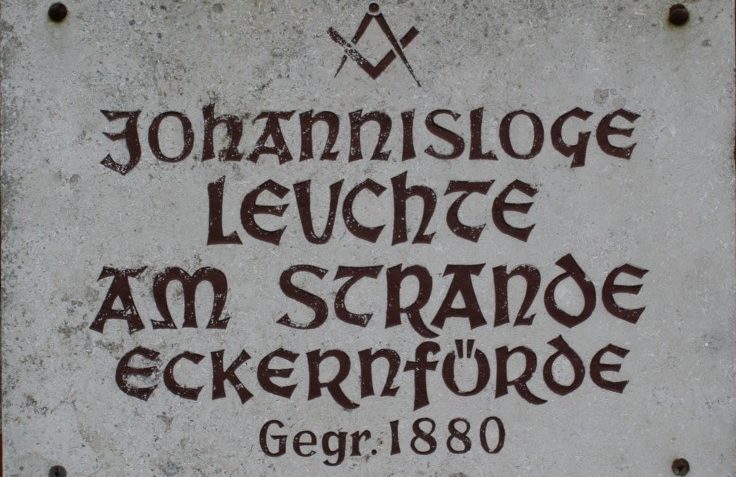 Johannisloge
Leuchte
am Strande
Eckernförde
Gegr. 1880